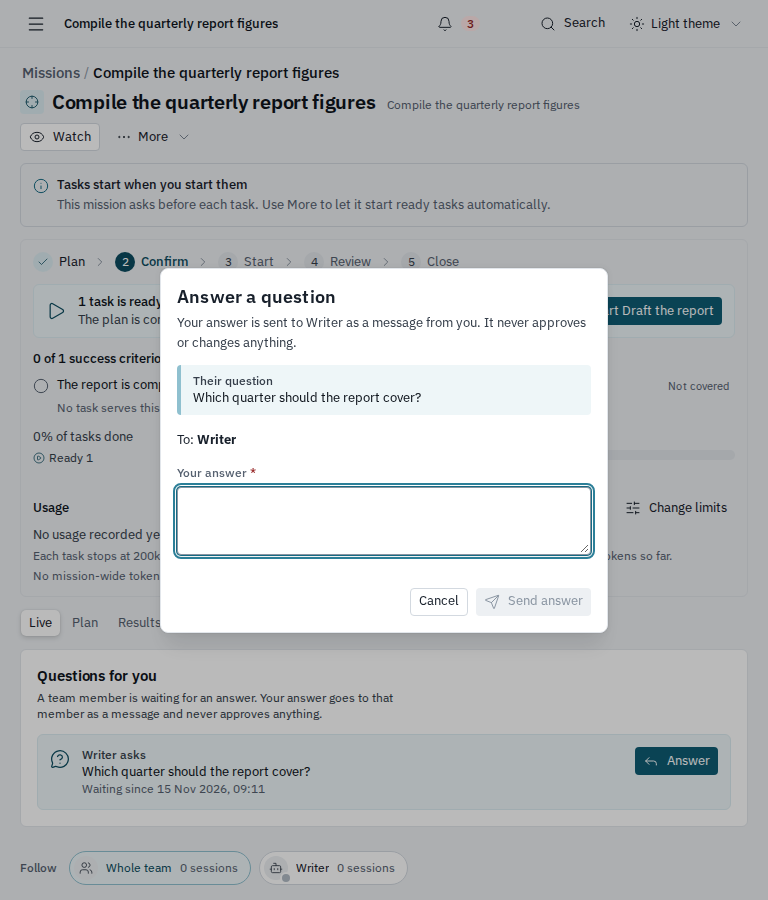 Compile the quarterly report figures
3
Search
Light theme
Missions / Compile the quarterly report figures
Compile the quarterly report figures Compile the quarterly report figures
Watch
More
Tasks start when you start them
This mission asks before each task. Use More to let it start ready tasks automatically.
Plan
2 Confirm
3 Start
4 Review
5 Close
1 task is ready
The plan is
Draft the report
0 of 1 success
The report is
Not covered
No task serves this
0% of tasks done
Ready 1
Usage
Change limits
No usage recorded
Each task stops at 200k
so far.
No mission-wide
Answer a question
Your answer is sent to Writer as a message from you. It never approves
or changes anything.
Their question
Which quarter should the report cover?
To: Writer
Your answer *
Cancel
Send answer
Live
Plan
Results
Questions for you
A team member is waiting for an answer. Your answer goes to that
member as a message and never approves anything.
Writer asks
Which quarter should the report cover?
Waiting since 15 Nov 2026, 09:11
Answer
Follow
Whole team 0 sessions
Writer 0 sessions